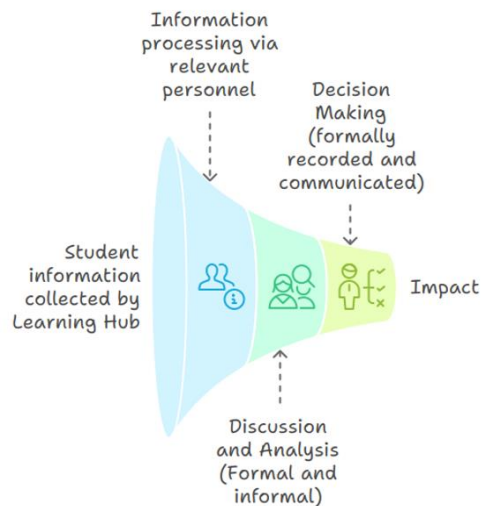 Information
processing via
relevant
personnel
Decision
Making
(formally
recorded and
communicated)
Student
information
collected by
Learning Hub
Impact
Discussion
and Analysis
(Formal and
informal)